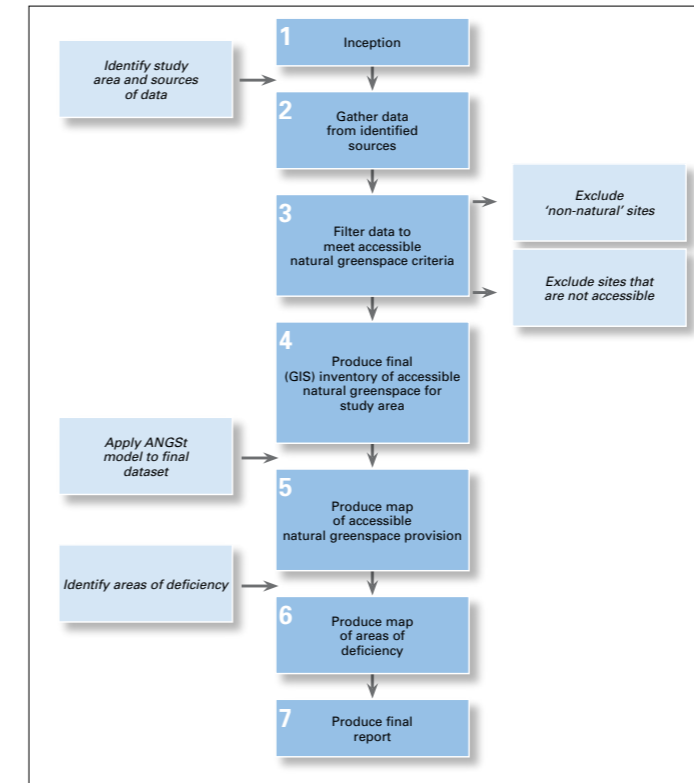 1
Inception
Identify study
area and sources
of data
2
Gather data
from identified
sources
3
Filter data to
meet accessible
natural greenspace criteria
Exclude
‘non-natural’ sites
Exclude sites that
are not accessible
4
Produce final
(GIS) inventory of accessible
natural greenspace for
study area
Apply ANGSt
model to final
dataset
5
Produce map
of accessible
natural greenspace provision
Identify areas of deficiency
6
Produce map
of areas of
deficiency
7
Produce final
report